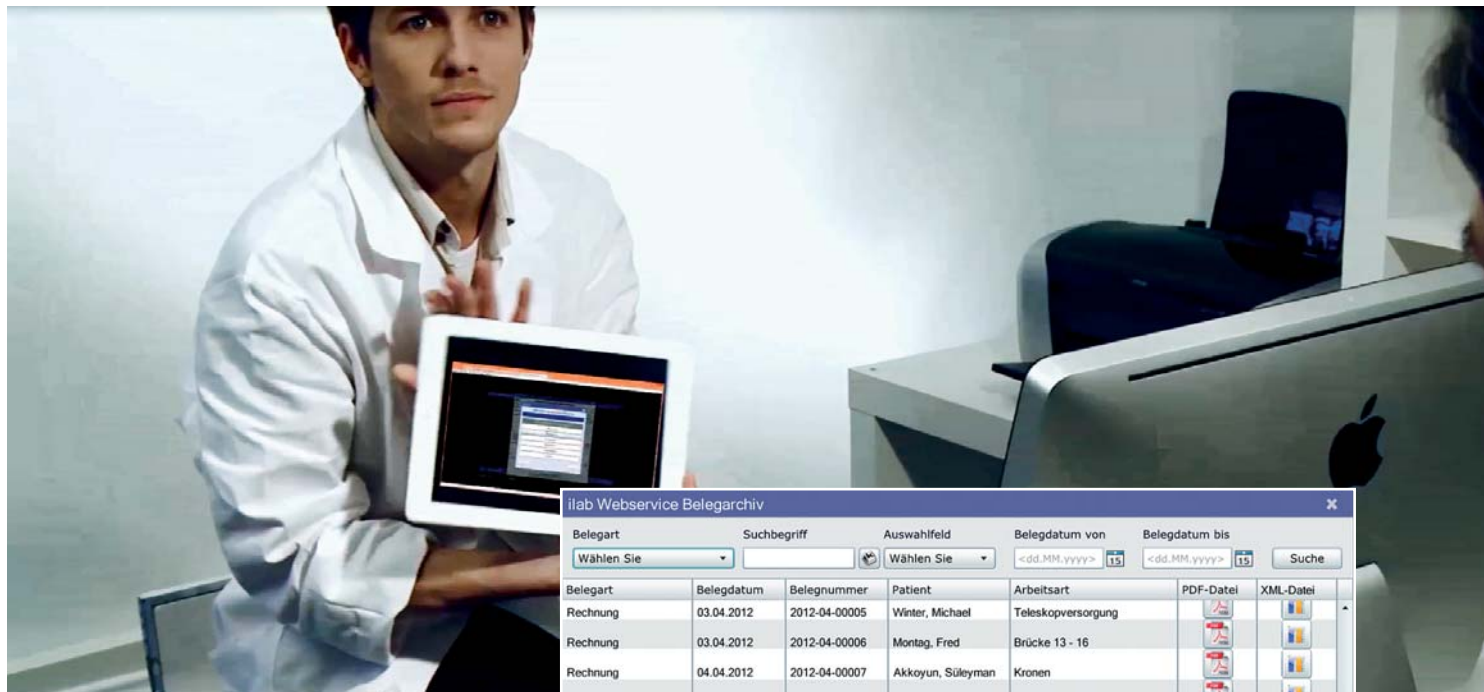 ilab Webservice Belegarchiv
Belegart Suchbegriff Auswahlfeld Belegdatum von Belegdatum bis
Wählen Sie Wählen Sie <dd.MM.yyyy> 15 <dd.MM.yyyy> 15 Suche
Belegart Belegdatum Belegnummer Patient Arbeitsart PDF-Datei XML-Datei
Rechnung 03.04.2012 2012-04-00005 Winter, Michael Teleskopversorgung
Rechnung 03.04.2012 2012-04-00006 Montag, Fred Brücke 13 - 16
Rechnung 04.04.2012 2012-04-00007 Akkoyun, Süleyman Kronen